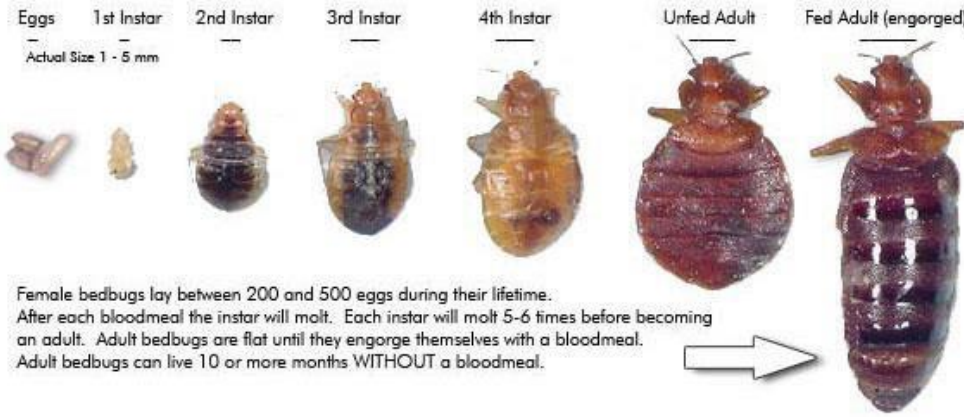 Eggs 1st Instar 2nd Instar 3rd Instar 4th Instar Unfed Adult Fed Adult (engorged)
Actual Size 1 - 5 mm
Female bedbugs lay between 200 and 500 eggs during their lifetime.
After each bloodmeal the instar will molt. Each instar will molt 5-6 times before becoming
an adult. Adult bedbugs are flat until they engorge themselves with a bloodmeal.
Adult bedbugs can live 10 or more months WITHOUT a bloodmeal.